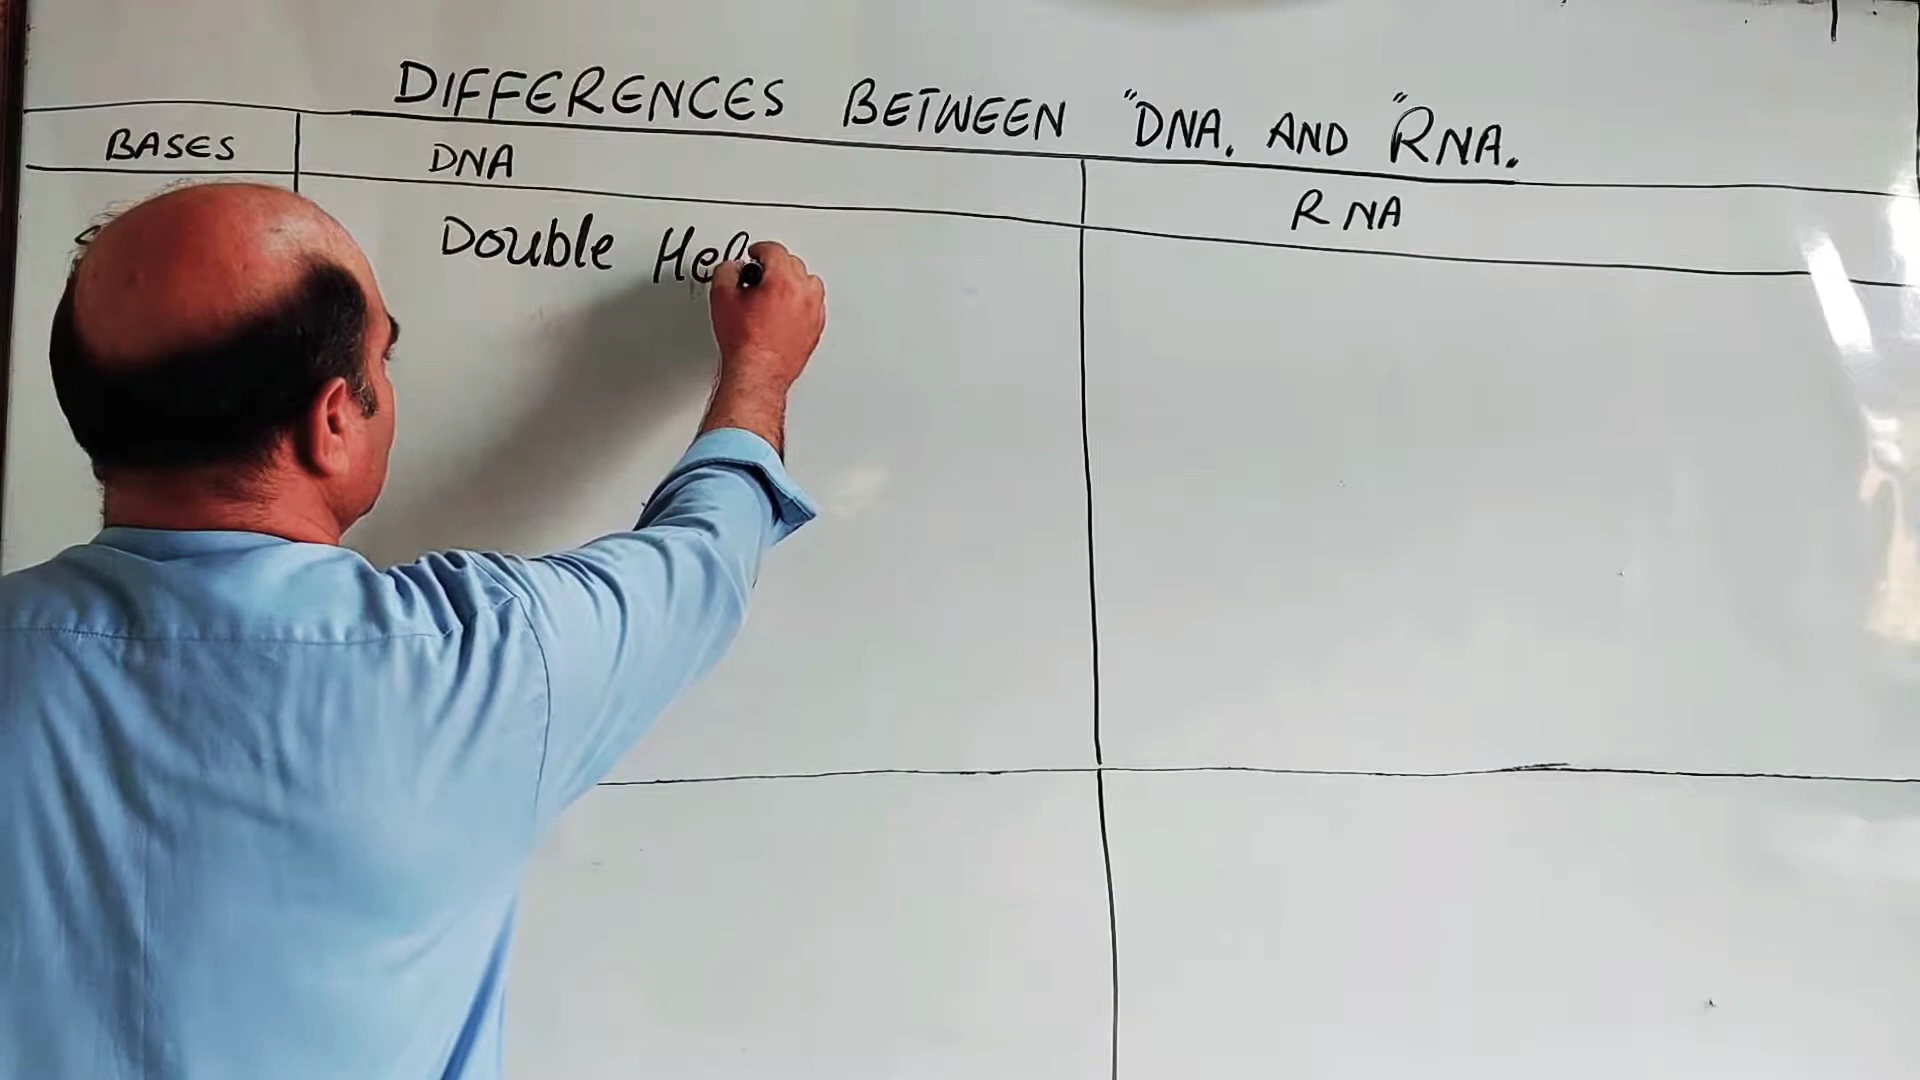 DIFFERENCES BETWEEN "DNA. AND "RNA.
BASES DNA RNA
Double Hel